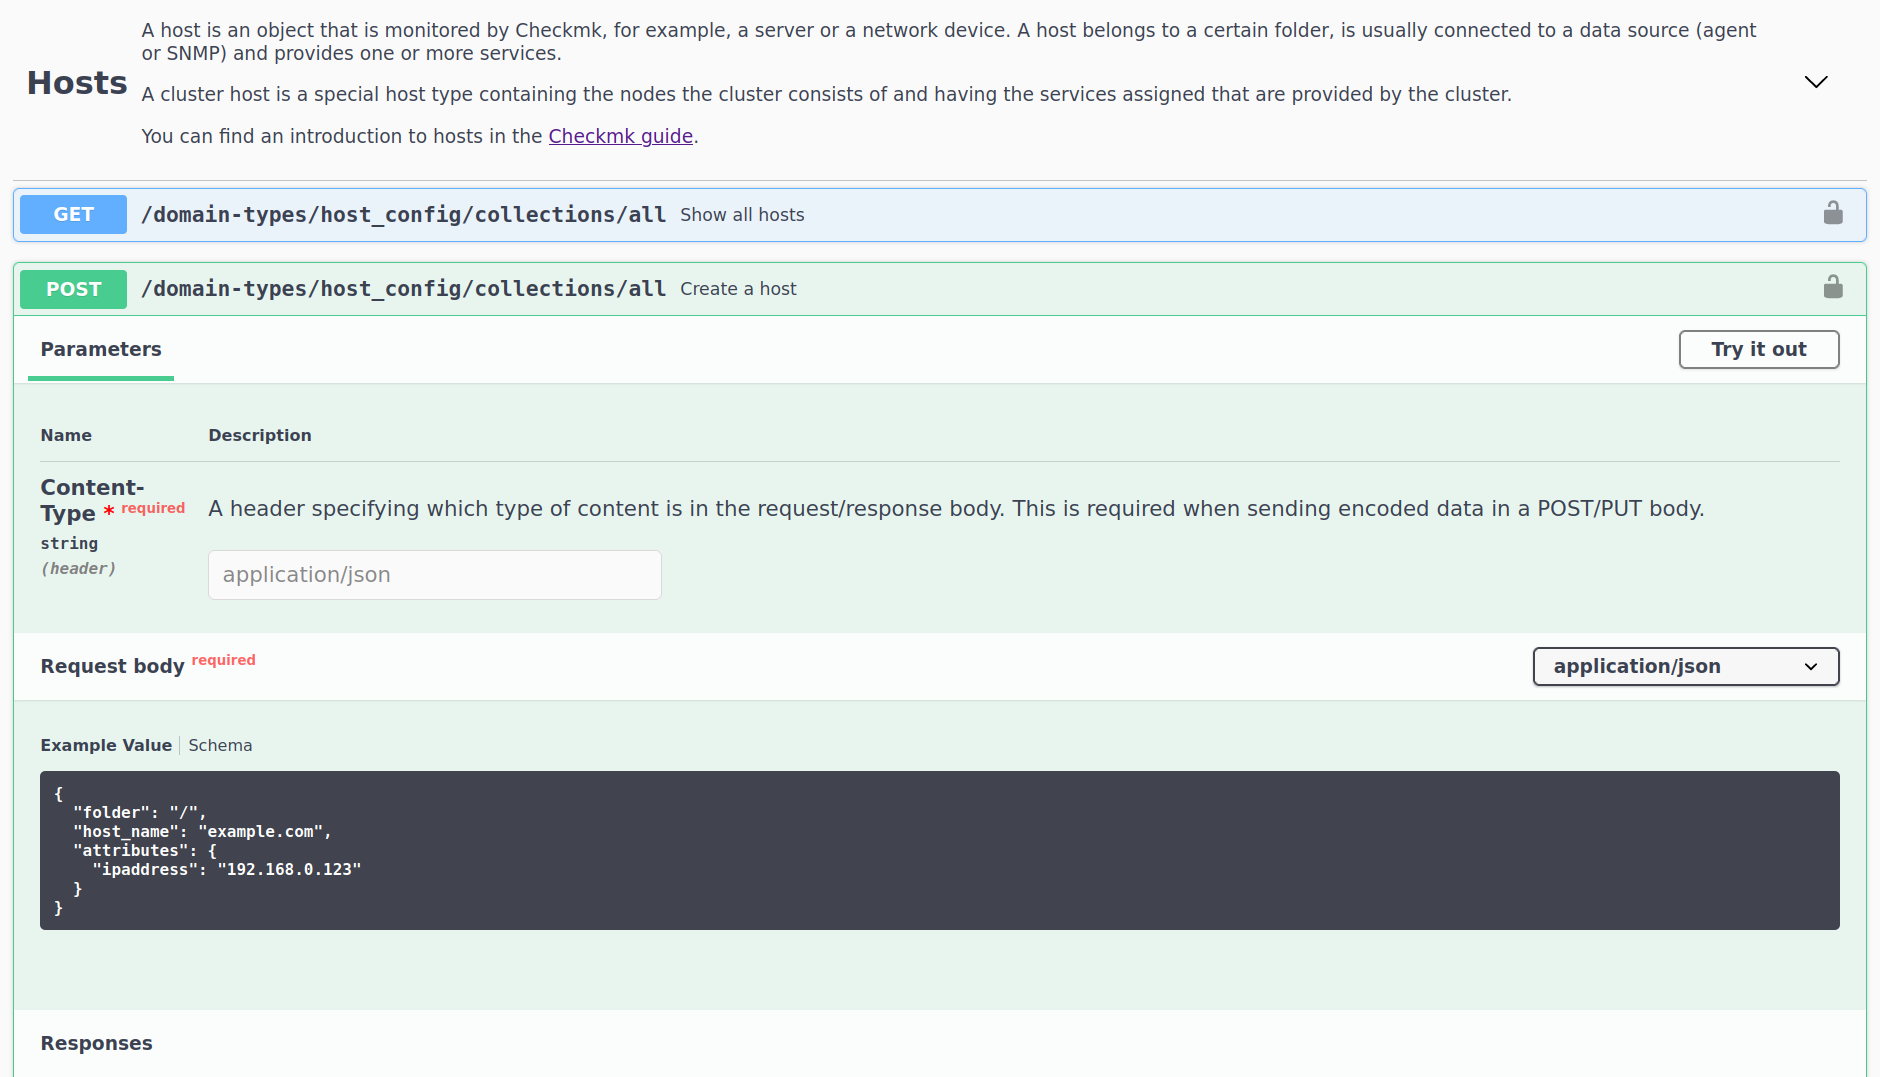 Hosts
A host is an object that is monitored by Checkmk, for example, a server or a network device. A host belongs to a certain folder, is usually connected to a data source (agent
or SNMP) and provides one or more services.
A cluster host is a special host type containing the nodes the cluster consists of and having the services assigned that are provided by the cluster.
You can find an introduction to hosts in the Checkmk guide.
GET /domain-types/host_config/collections/all Show all hosts
POST /domain-types/host_config/collections/all Create a host
Parameters
Try it out
Name Description
Content-
Type * required
string
(header)
A header specifying which type of content is in the request/response body. This is required when sending encoded data in a POST/PUT body.
application/json
Request body required
application/json
Example Value Schema
{
  "folder": "/",
  "host_name": "example.com",
  "attributes": {
    "ipaddress": "192.168.0.123"
  }
}
Responses